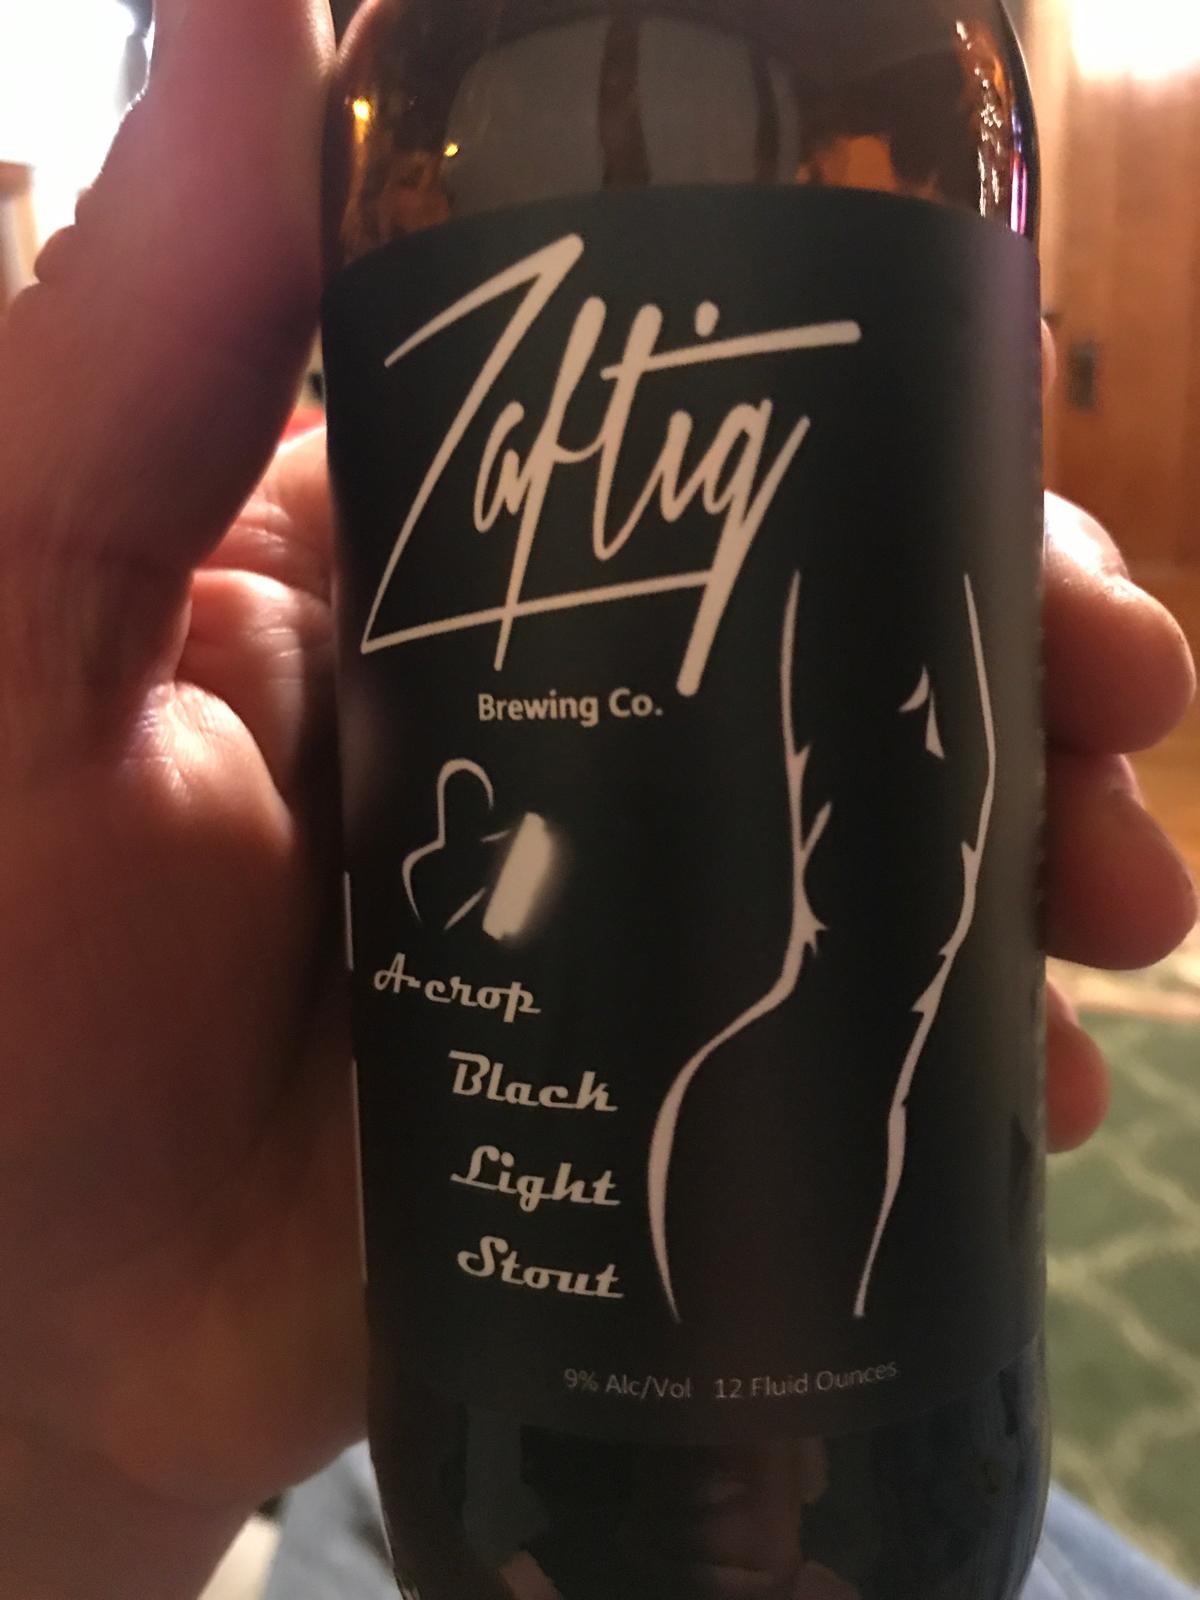 Zaftig
Brewing Co.
A-crop
Black
Light
Stout
9% Alc/Vol 12 Fluid Ounces